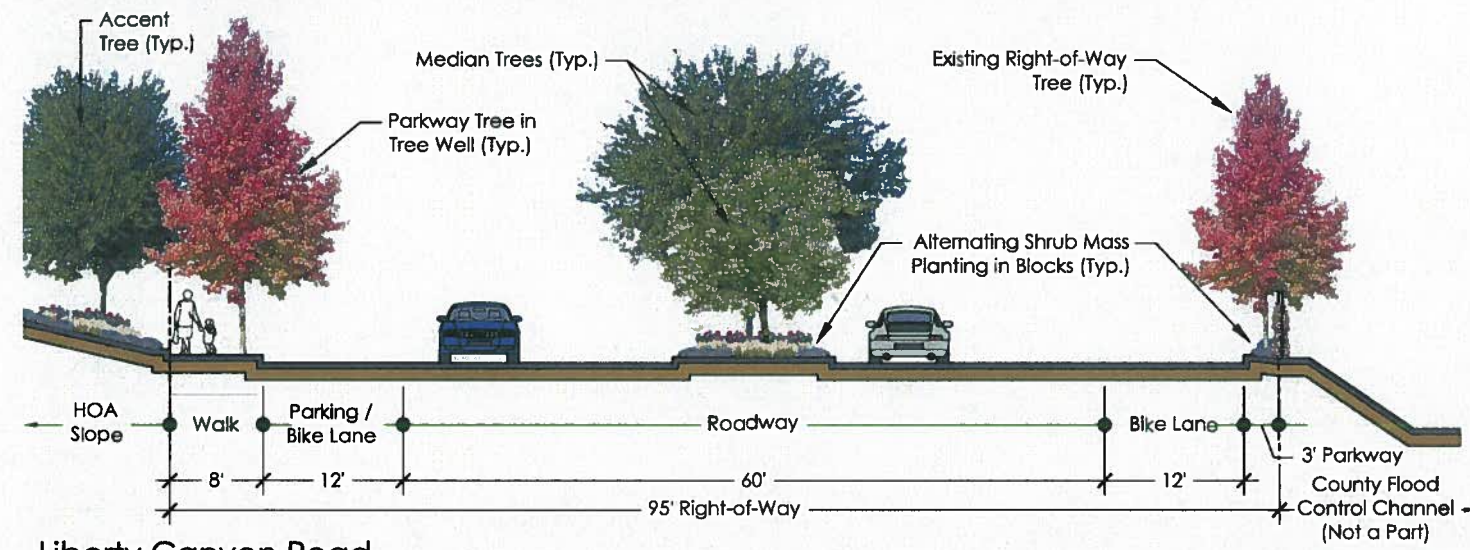 Accent
Tree (Typ.)
Median Trees (Typ.)
Existing Right-of-Way
Tree (Typ.)
Parkway Tree in
Tree Well (Typ.)
Alternating Shrub Mass
Planting in Blocks (Typ.)
HOA
Slope
Walk
Parking /
Bike Lane
Roadway
Bike Lane
3' Parkway
8'
12'
60'
12'
95' Right-of-Way
County Flood
Control Channel
(Not a Part)
Liberty Canyon Road